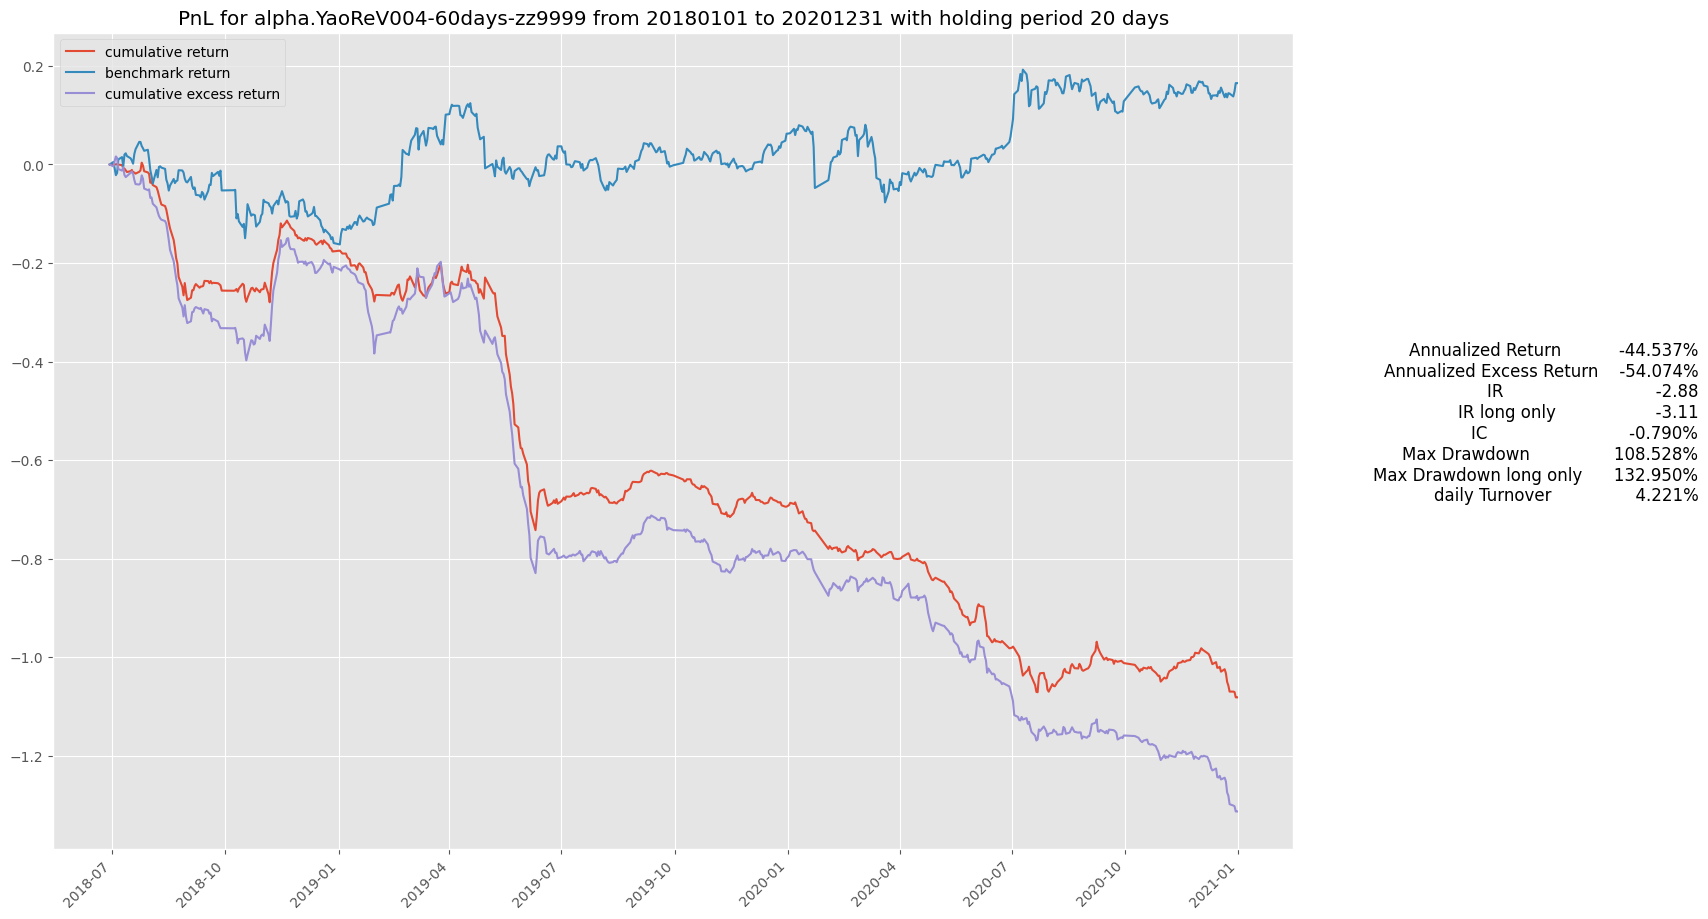 PnL for alpha.YaoReV004-60days-zz9999 from 20180101 to 20201231 with holding period 20 days
cumulative return
benchmark return
cumulative excess return
0.2
0.0
−0.2
−0.4
−0.6
−0.8
−1.0
−1.2
2018-07
2018-10
2019-01
2019-04
2019-07
2019-10
2020-01
2020-04
2020-07
2020-10
2021-01
Annualized Return -44.537%
Annualized Excess Return -54.074%
IR -2.88
IR long only -3.11
IC -0.790%
Max Drawdown 108.528%
Max Drawdown long only 132.950%
daily Turnover 4.221%